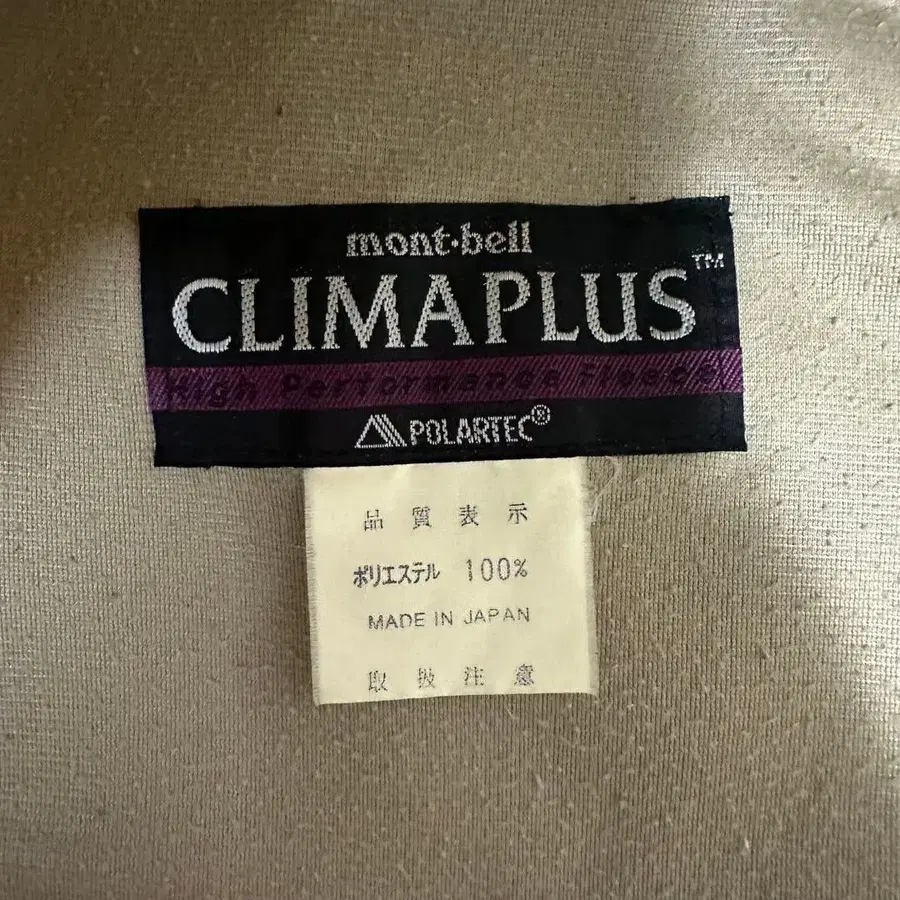 mont·bell
CLIMAPLUS™
High Performance Fleece
POLARTEC®
品質表示
ポリエステル 100%
MADE IN JAPAN
取扱注意